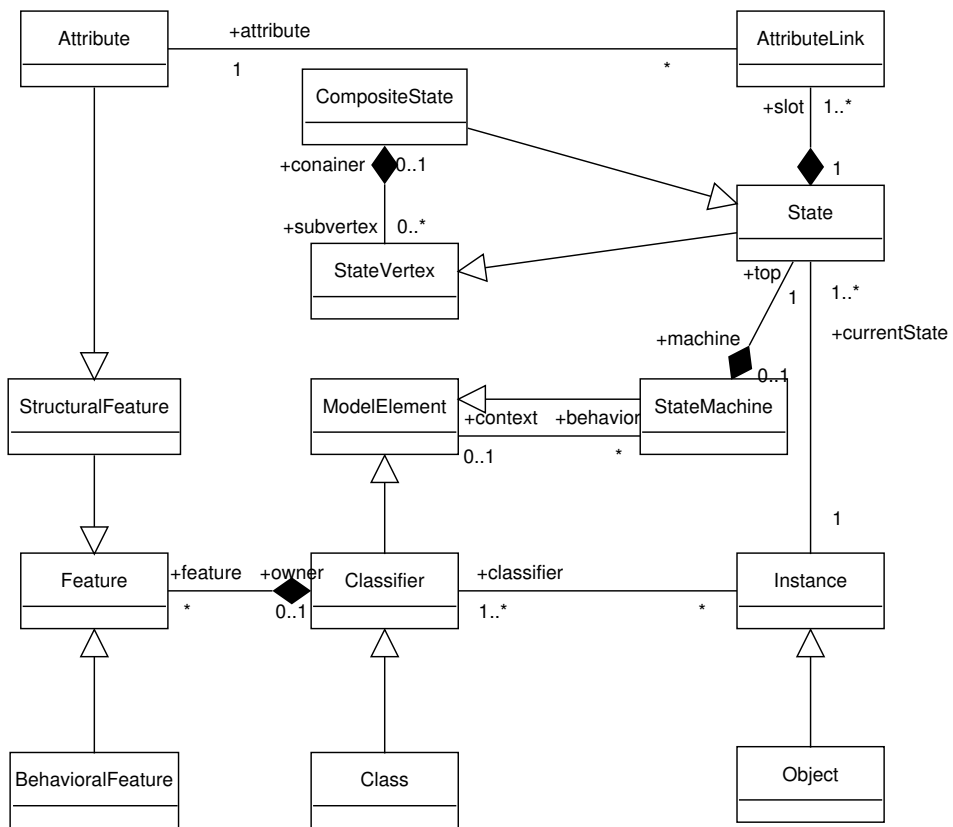 Attribute
+attribute
AttributeLink
1
*
CompositeState
+slot
1..*
+conainer
0..1
1
State
+subvertex
0..*
StateVertex
+top
1
1..*
+currentState
+machine
0..1
StructuralFeature
ModelElement
StateMachine
+context
+behavior
0..1
*
1
Feature
+feature
+owner
Classifier
+classifier
Instance
*
0..1
1..*
*
BehavioralFeature
Class
Object